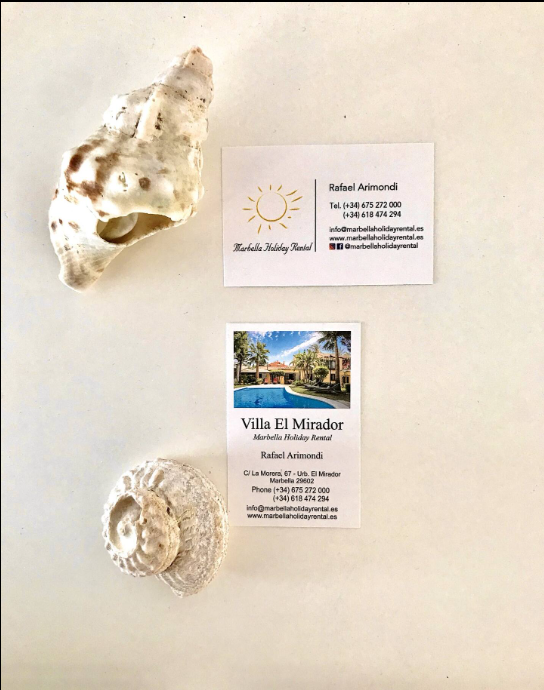 Rafael Arimondi
Tel. (+34) 675 272 000
(+34) 618 474 294
info@marbellaholidayrental.es
www.marbellaholidayrental.es
@marbellaholidayrental
Marbella Holiday Rental
Villa El Mirador
Marbella Holiday Rental
Rafael Arimondi
C/ La Morera, 67 - Urb. El Mirador
Marbella 29602
Phone (+34) 675 272 000
(+34) 618 474 294
info@marbellaholidayrental.es
www.marbellaholidayrental.es